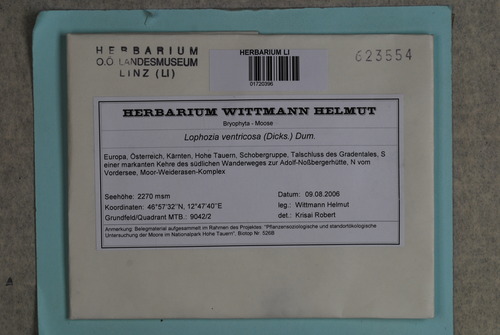 HERBARIUM
O.Ö LANDESMUSEUM
LINZ (LI)
HERBARIUM LI
01720396
623554
HERBARIUM WITTMANN HELMUT
Bryophyta - Moose
Lophozia ventricosa (Dicks.) Dum.
Europa, Österreich, Kärnten, Hohe Tauern, Schobergruppe, Talschluss des Gradentales, S
einer markanten Kehre des südlichen Wanderweges zur Adolf-Noßbergerhütte, N vom
Vordersee, Moor-Weiderasen-Komplex
Seehöhe: 2270 msm
Datum: 09.08.2006
Koordinaten: 46°57'32"N, 12°47'40"E
leg.: Wittmann Helmut
Grundfeld/Quadrant MTB.: 9042/2
det.: Krisai Robert
Anmerkung: Belegmaterial aufgesammelt im Rahmen des Projektes: "Pflanzensoziologische und standortökologische
Untersuchung der Moore im Nationalpark Hohe Tauern", Biotop Nr. 526B